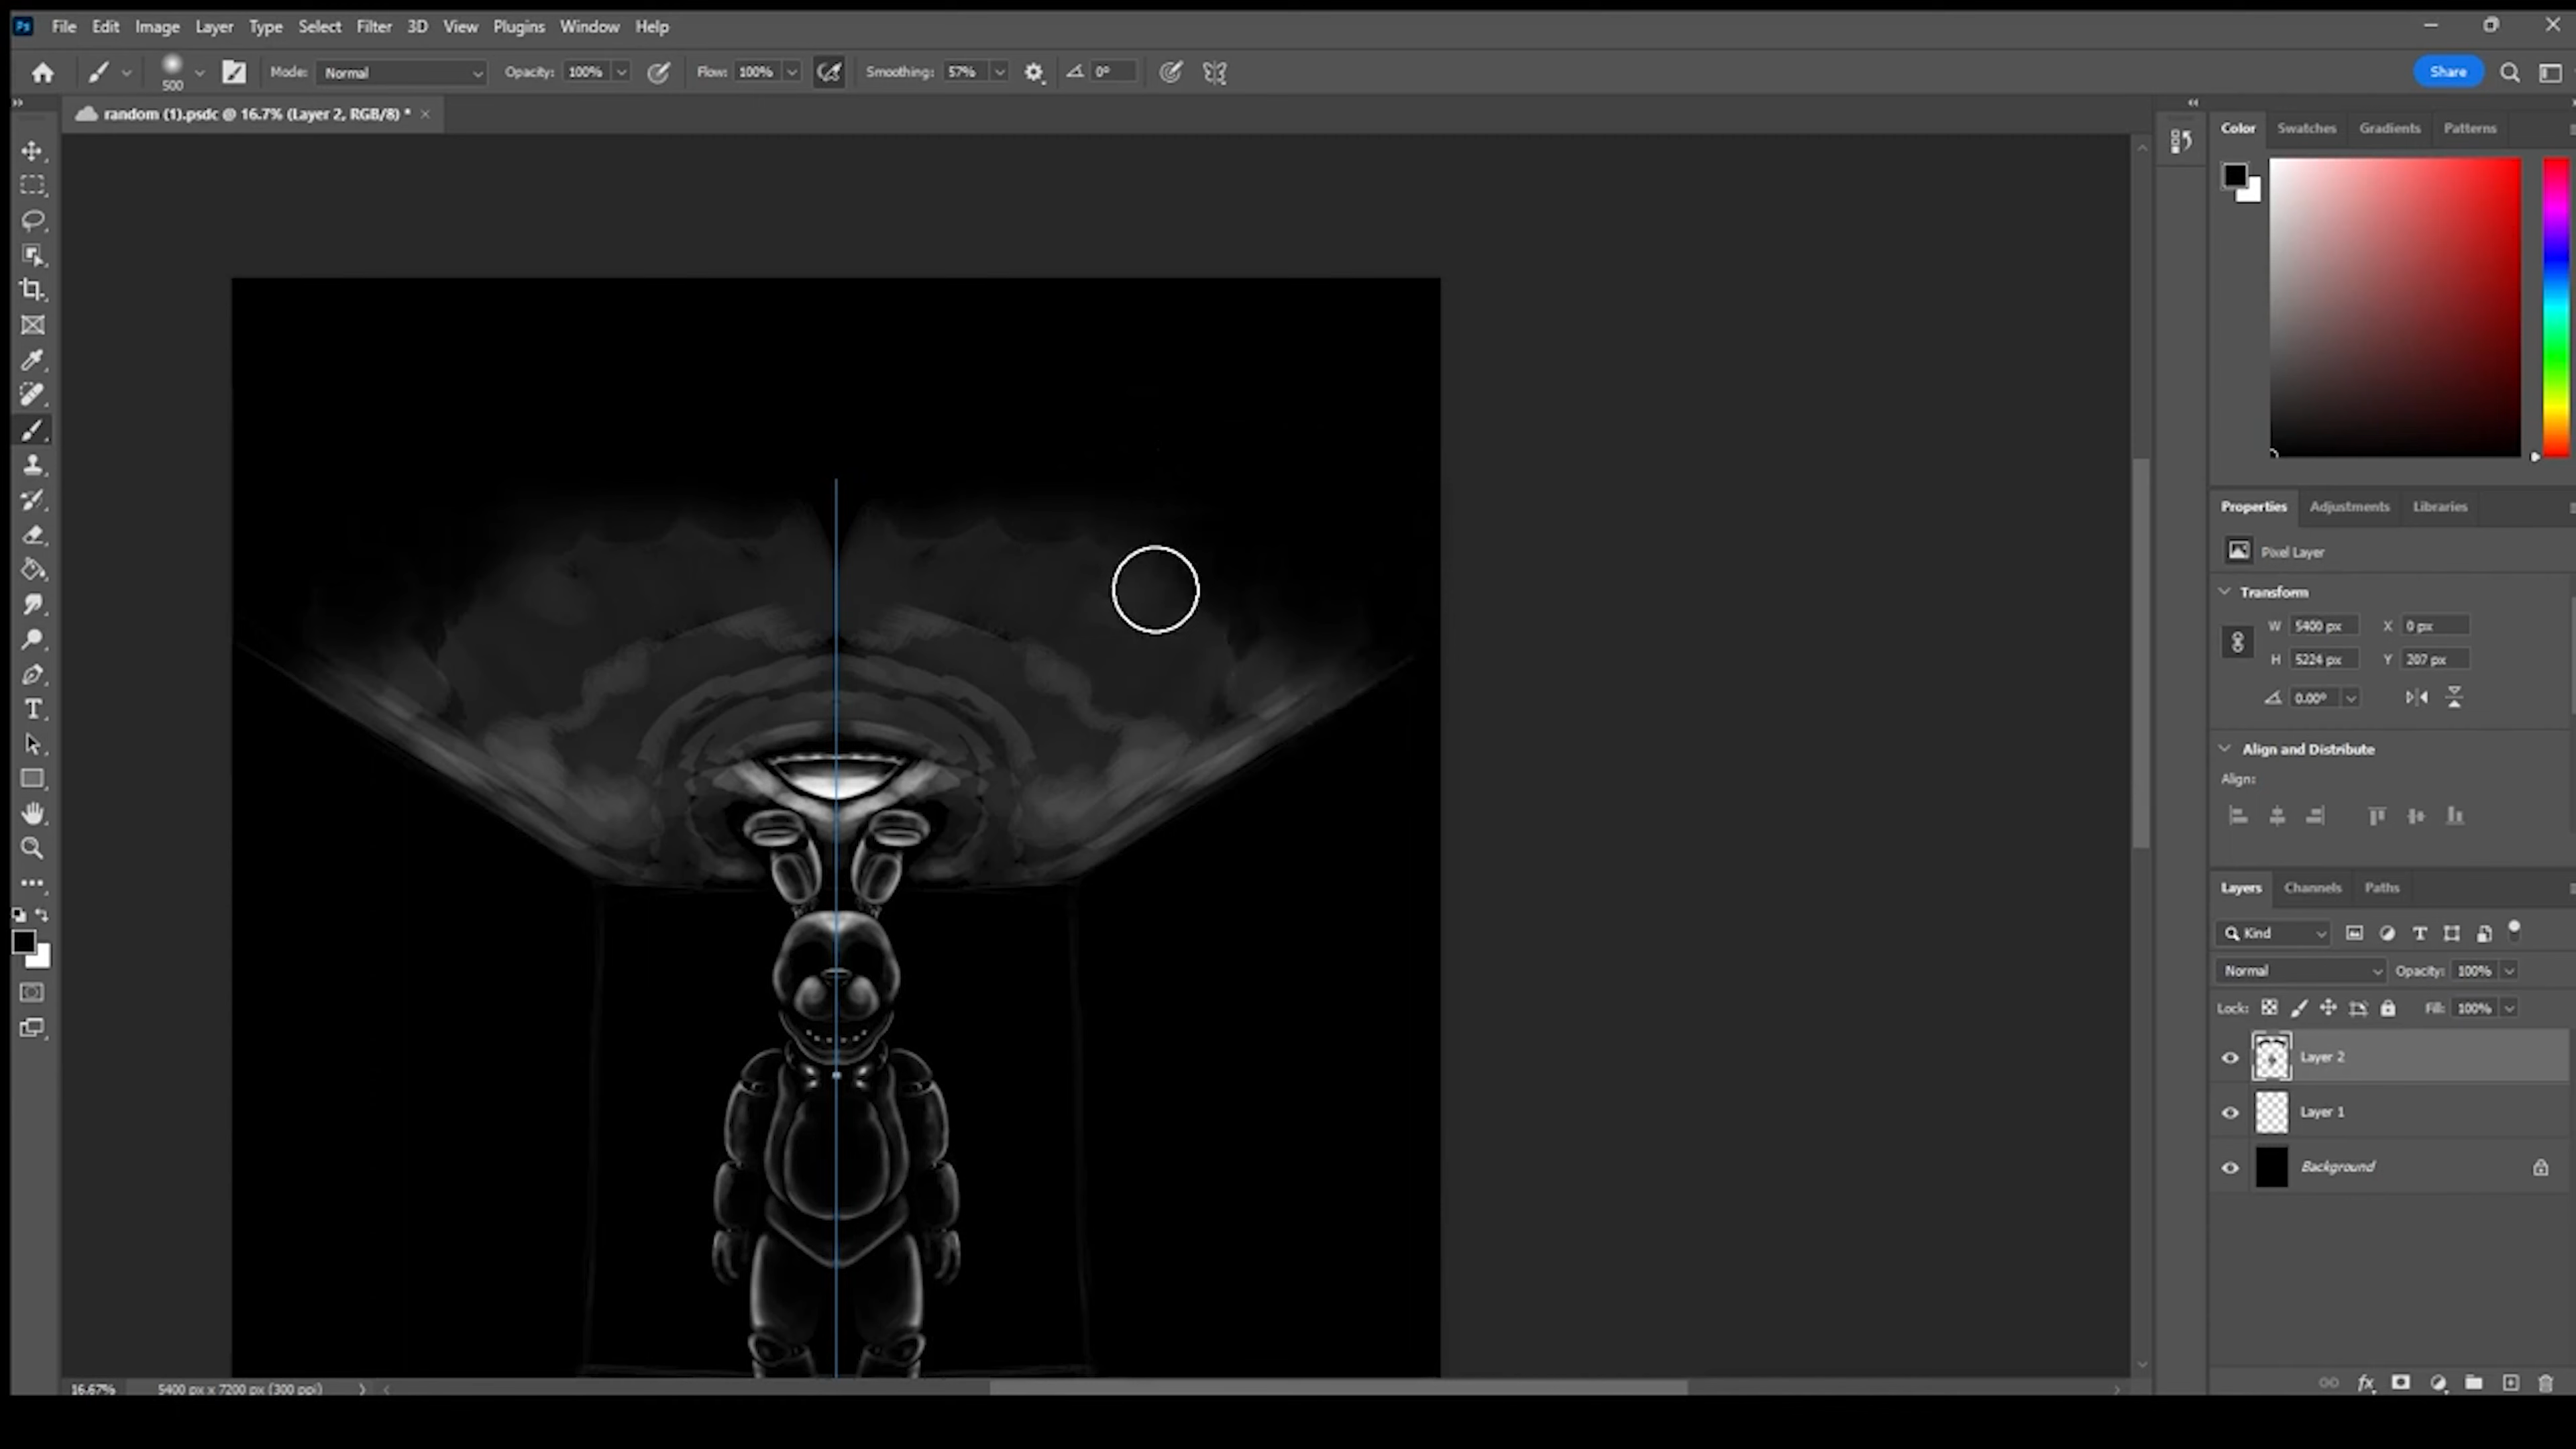 Ps File Edit Image Layer Type Select Filter 3D View Plugins Window Help
500 Mode: Normal Opacity: 100% Flow: 100% Smoothing: 57% 0° Share
random (1).psdc @ 16.7% (Layer 2, RGB/8) * ×
Color Swatches Gradients Patterns
Properties Adjustments Libraries
Pixel Layer
Transform
W 5400 px X 0 px
H 5224 px Y 207 px
0.00°
Align and Distribute
Align:
Layers Channels Paths
Kind
Normal Opacity: 100%
Lock: Fill: 100%
Layer 2
Layer 1
Background
fx
16.67% 5400 px x 7200 px (300 ppi)